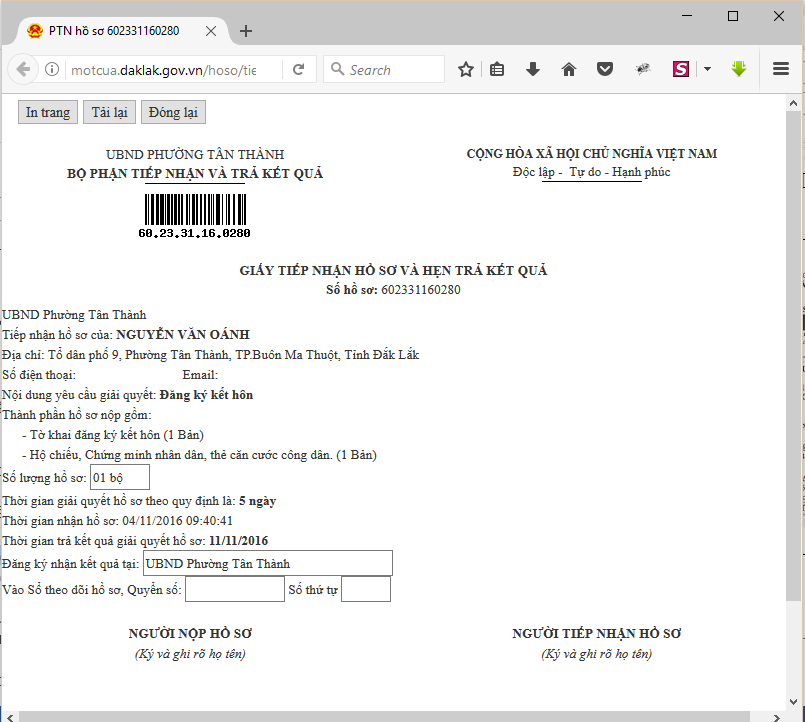 PTN hồ sơ 602331160280
motcua.daklak.gov.vn/hoso/tie
Search
In trang Tải lại Đóng lại
UBND PHƯỜNG TÂN THÀNH
BỘ PHẬN TIẾP NHẬN VÀ TRẢ KẾT QUẢ
CỘNG HÒA XÃ HỘI CHỦ NGHĨA VIỆT NAM
Độc lập - Tự do - Hạnh phúc
60.23.31.16.0280
GIẤY TIẾP NHẬN HỒ SƠ VÀ HẸN TRẢ KẾT QUẢ
Số hồ sơ: 602331160280
UBND Phường Tân Thành
Tiếp nhận hồ sơ của: NGUYỄN VĂN OÁNH
Địa chỉ: Tổ dân phố 9, Phường Tân Thành, TP.Buôn Ma Thuột, Tỉnh Đắk Lắk
Số điện thoại: Email:
Nội dung yêu cầu giải quyết: Đăng ký kết hôn
Thành phần hồ sơ nộp gồm:
- Tờ khai đăng ký kết hôn (1 Bản)
- Hộ chiếu, Chứng minh nhân dân, thẻ căn cước công dân. (1 Bản)
Số lượng hồ sơ: 01 bộ
Thời gian giải quyết hồ sơ theo quy định là: 5 ngày
Thời gian nhận hồ sơ: 04/11/2016 09:40:41
Thời gian trả kết quả giải quyết hồ sơ: 11/11/2016
Đăng ký nhận kết quả tại: UBND Phường Tân Thành
Vào Sổ theo dõi hồ sơ, Quyển số: Số thứ tự
NGƯỜI NỘP HỒ SƠ
(Ký và ghi rõ họ tên)
NGƯỜI TIẾP NHẬN HỒ SƠ
(Ký và ghi rõ họ tên)